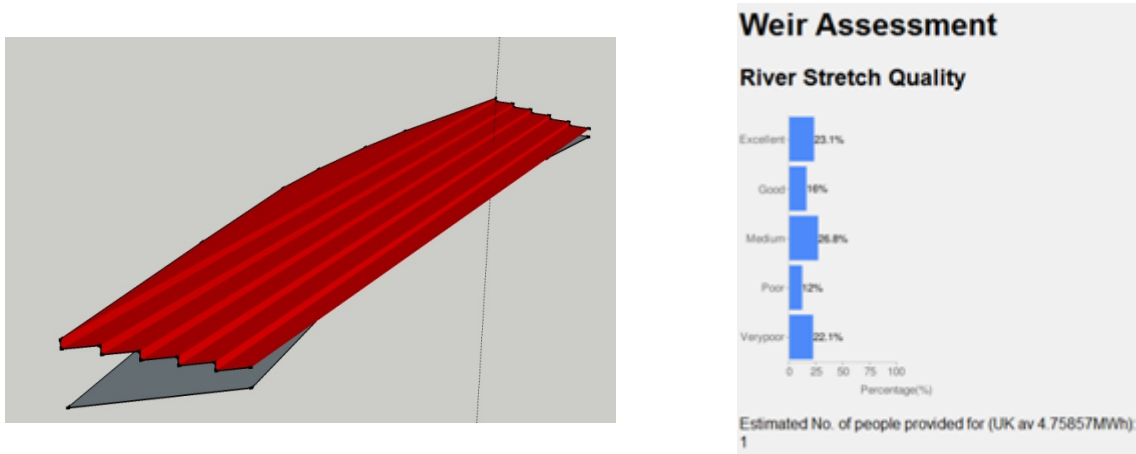 Weir Assessment
River Stretch Quality
Excellent 23.1%
Good 16%
Medium 26.8%
Poor 12%
Verypoor 22.1%
0 25 50 75 100
Percentage(%)
Estimated No. of people provided for (UK av 4.75857MWh):
1